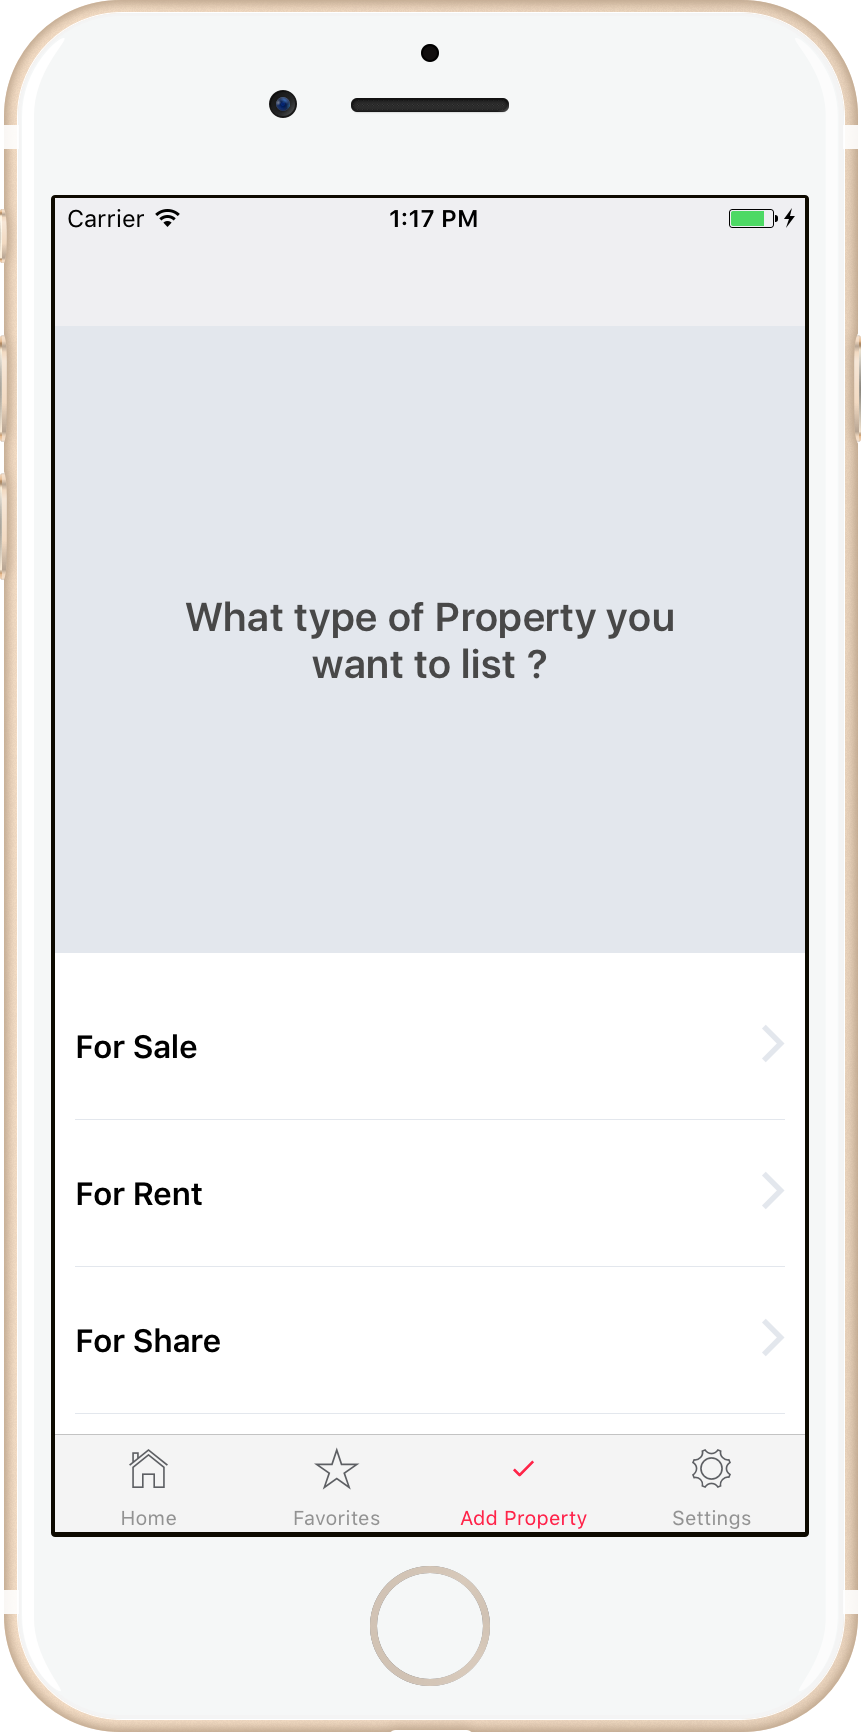 Carrier 1:17 PM
What type of Property you
want to list ?
For Sale
For Rent
For Share
Home Favorites Add Property Settings